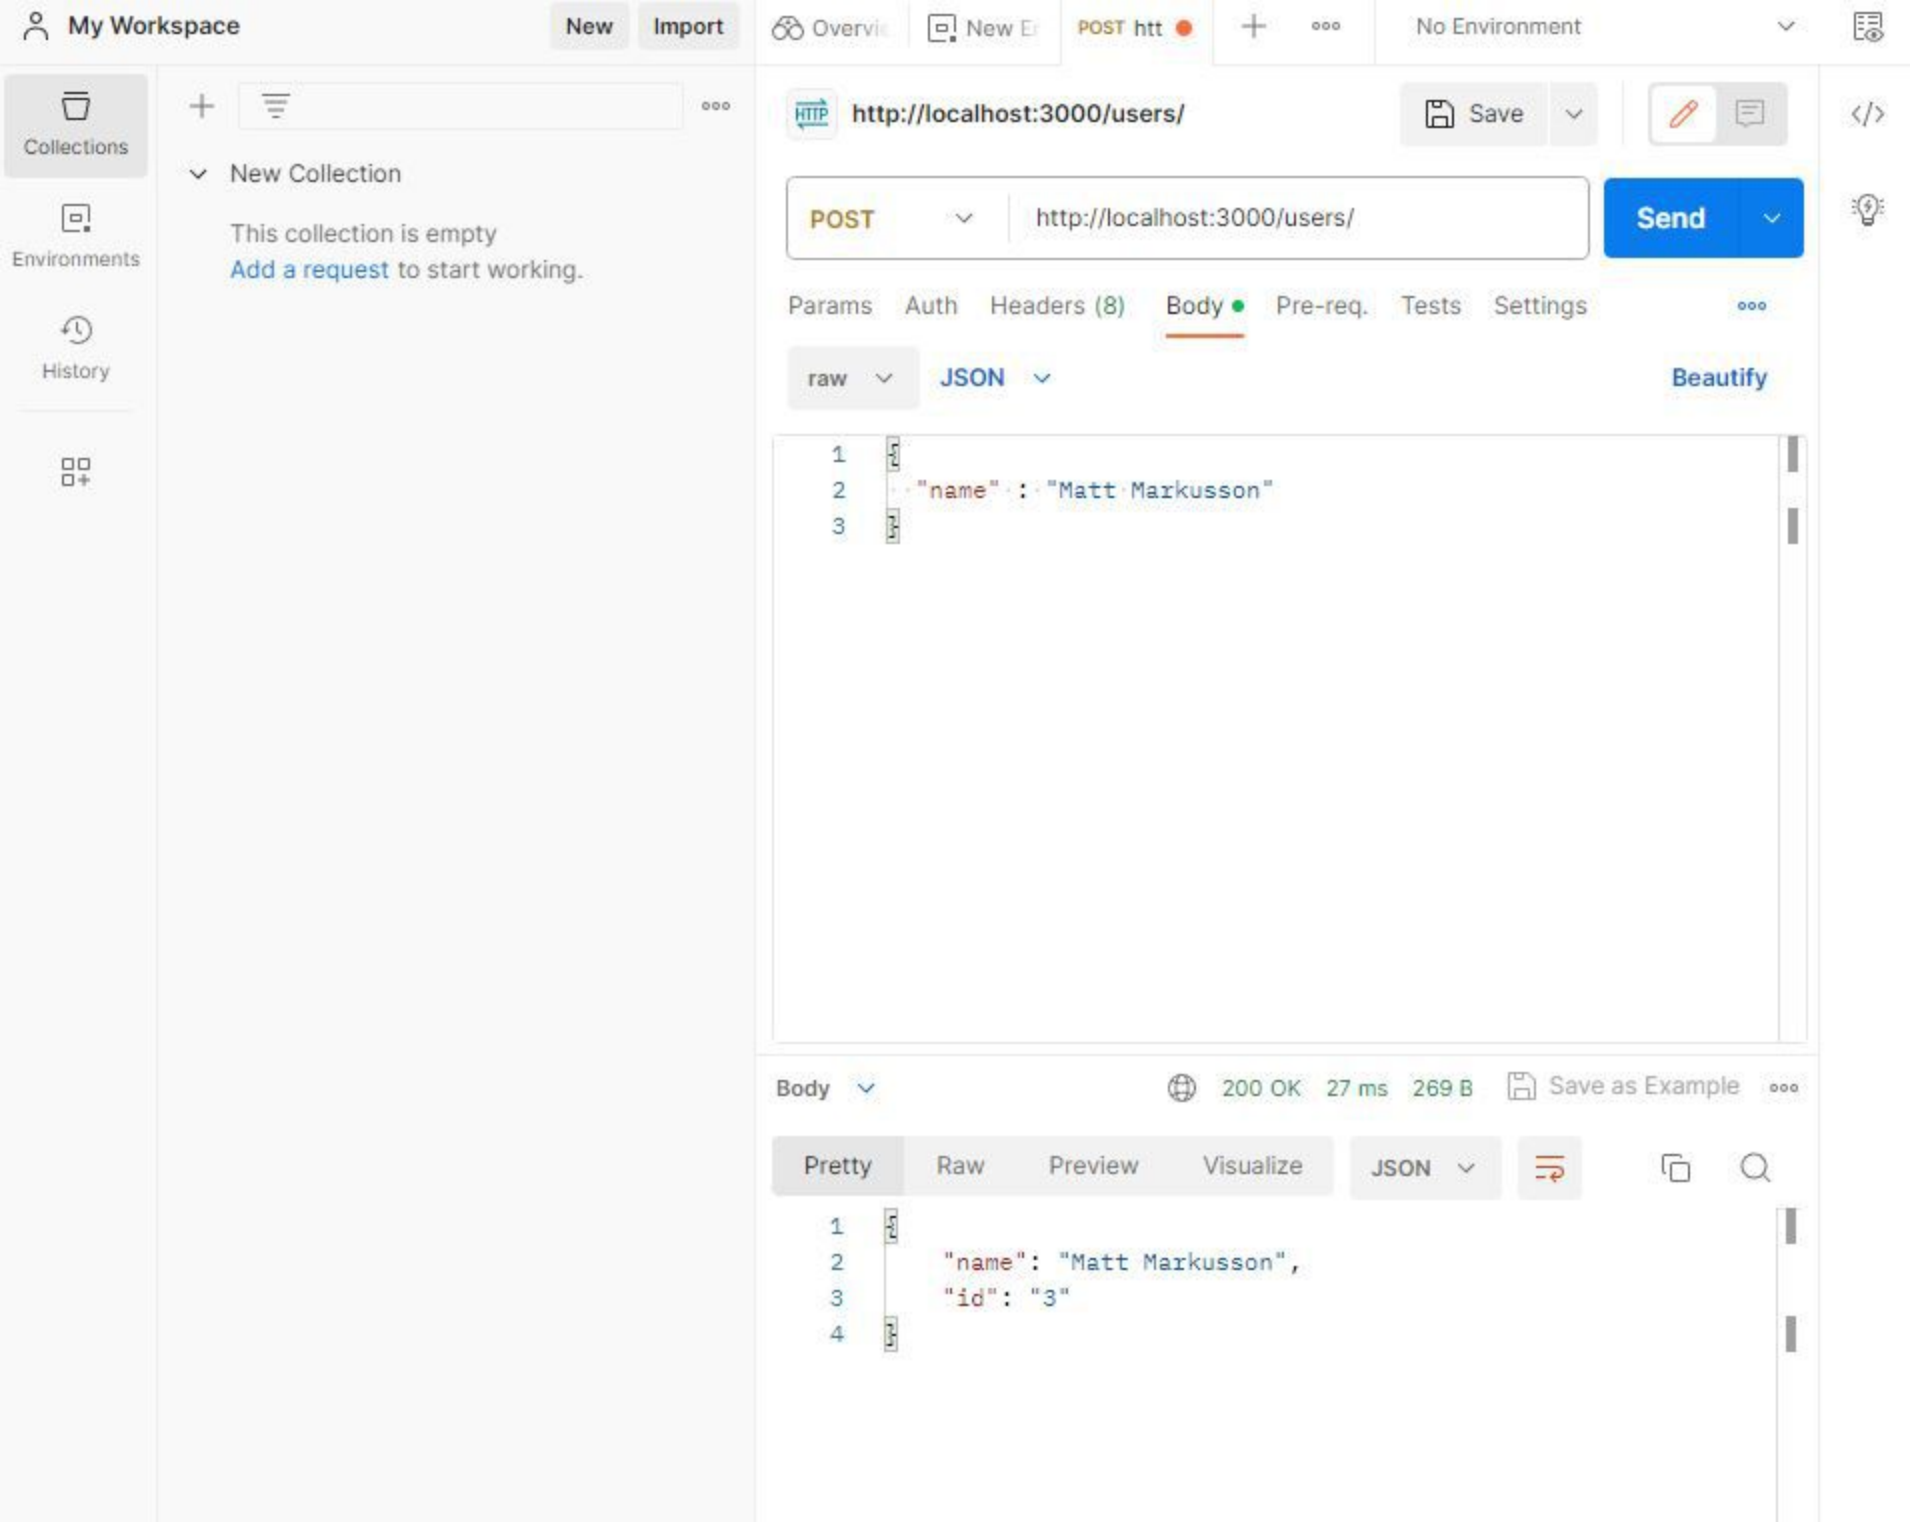 My Workspace New Import
Overvi New E POST htt No Environment
Collections
HTTP http://localhost:3000/users/ Save </>
New Collection
This collection is empty
Add a request to start working.
Environments
History
POST http://localhost:3000/users/ Send
Params Auth Headers (8) Body Pre-req. Tests Settings
raw JSON Beautify
1 {
2 "name" : "Matt Markusson"
3 }
Body 200 OK 27 ms 269 B Save as Example
Pretty Raw Preview Visualize JSON
1 {
2 "name": "Matt Markusson",
3 "id": "3"
4 }